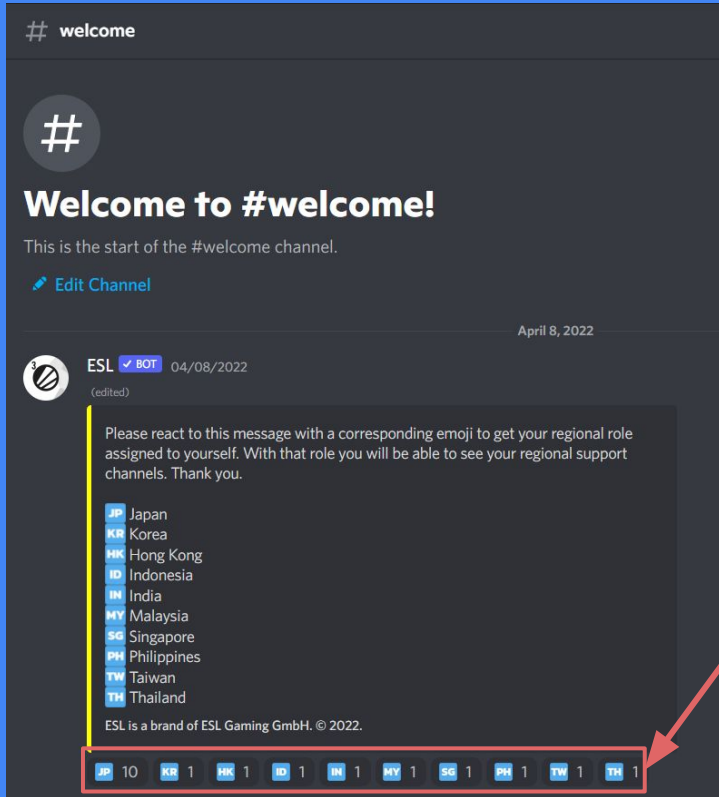 # welcome
#
Welcome to #welcome!
This is the start of the #welcome channel.
Edit Channel
April 8, 2022
3
ESL ✓ BOT 04/08/2022
(edited)
Please react to this message with a corresponding emoji to get your regional role
assigned to yourself. With that role you will be able to see your regional support
channels. Thank you.
JP Japan
KR Korea
HK Hong Kong
ID Indonesia
IN India
MY Malaysia
SG Singapore
PH Philippines
TW Taiwan
TH Thailand
ESL is a brand of ESL Gaming GmbH. © 2022.
JP 10 KR 1 HK 1 ID 1 IN 1 MY 1 SG 1 PH 1 TW 1 TH 1